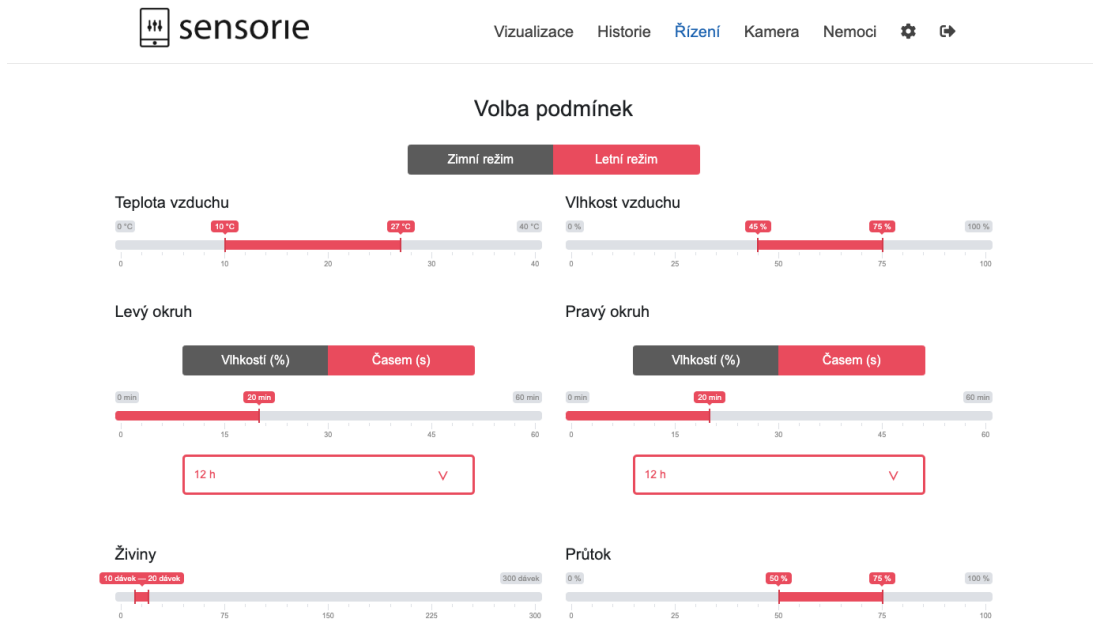 sensorie
Vizualizace Historie Řízení Kamera Nemoci
Volba podmínek
Zimní režim Letní režim
Teplota vzduchu
0 °C 10 °C 27 °C 40 °C
0 10 20 30 40
Vlhkost vzduchu
0 % 45 % 75 % 100 %
0 25 50 75 100
Levý okruh
Vlhkostí (%) Časem (s)
0 min 20 min 60 min
0 15 30 45 60
12 h
Pravý okruh
Vlhkostí (%) Časem (s)
0 min 20 min 60 min
0 15 30 45 60
12 h
Živiny
10 dávek — 20 dávek 300 dávek
0 75 150 225 300
Průtok
0 % 50 % 75 % 100 %
0 25 50 75 100